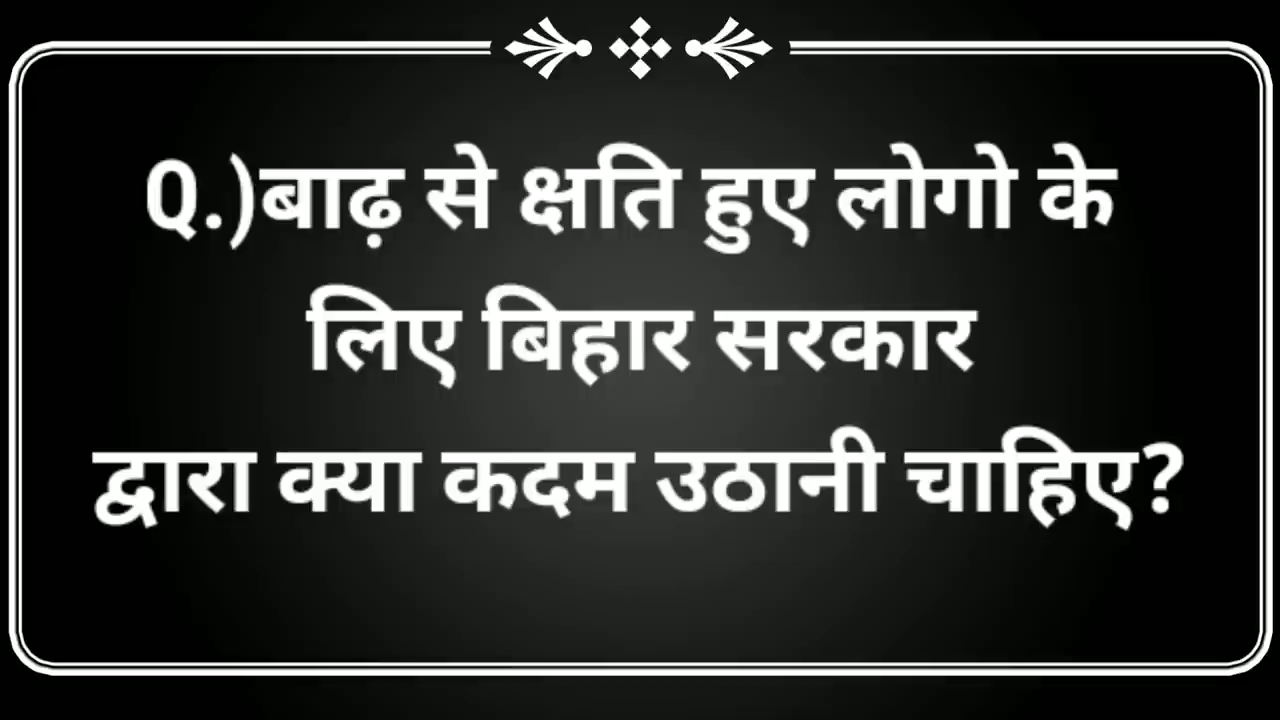 Q.)बाढ़ से क्षति हुए लोगो के
लिए बिहार सरकार
द्वारा क्या कदम उठानी चाहिए?